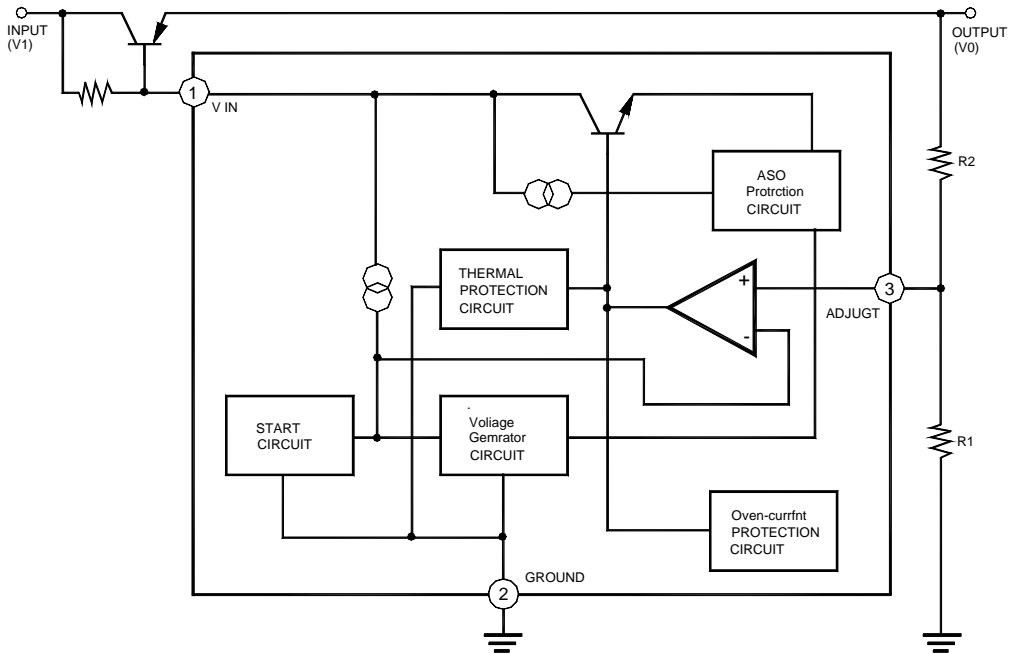 INPUT
(V1)
OUTPUT
(V0)
1
V IN
R2
ASO
Protrction
CIRCUIT
THERMAL
PROTECTION
CIRCUIT
+
-
3
ADJUGT
START
CIRCUIT
Voliage
Gemrator
CIRCUIT
R1
Oven-currfnt
PROTECTION
CIRCUIT
GROUND
2